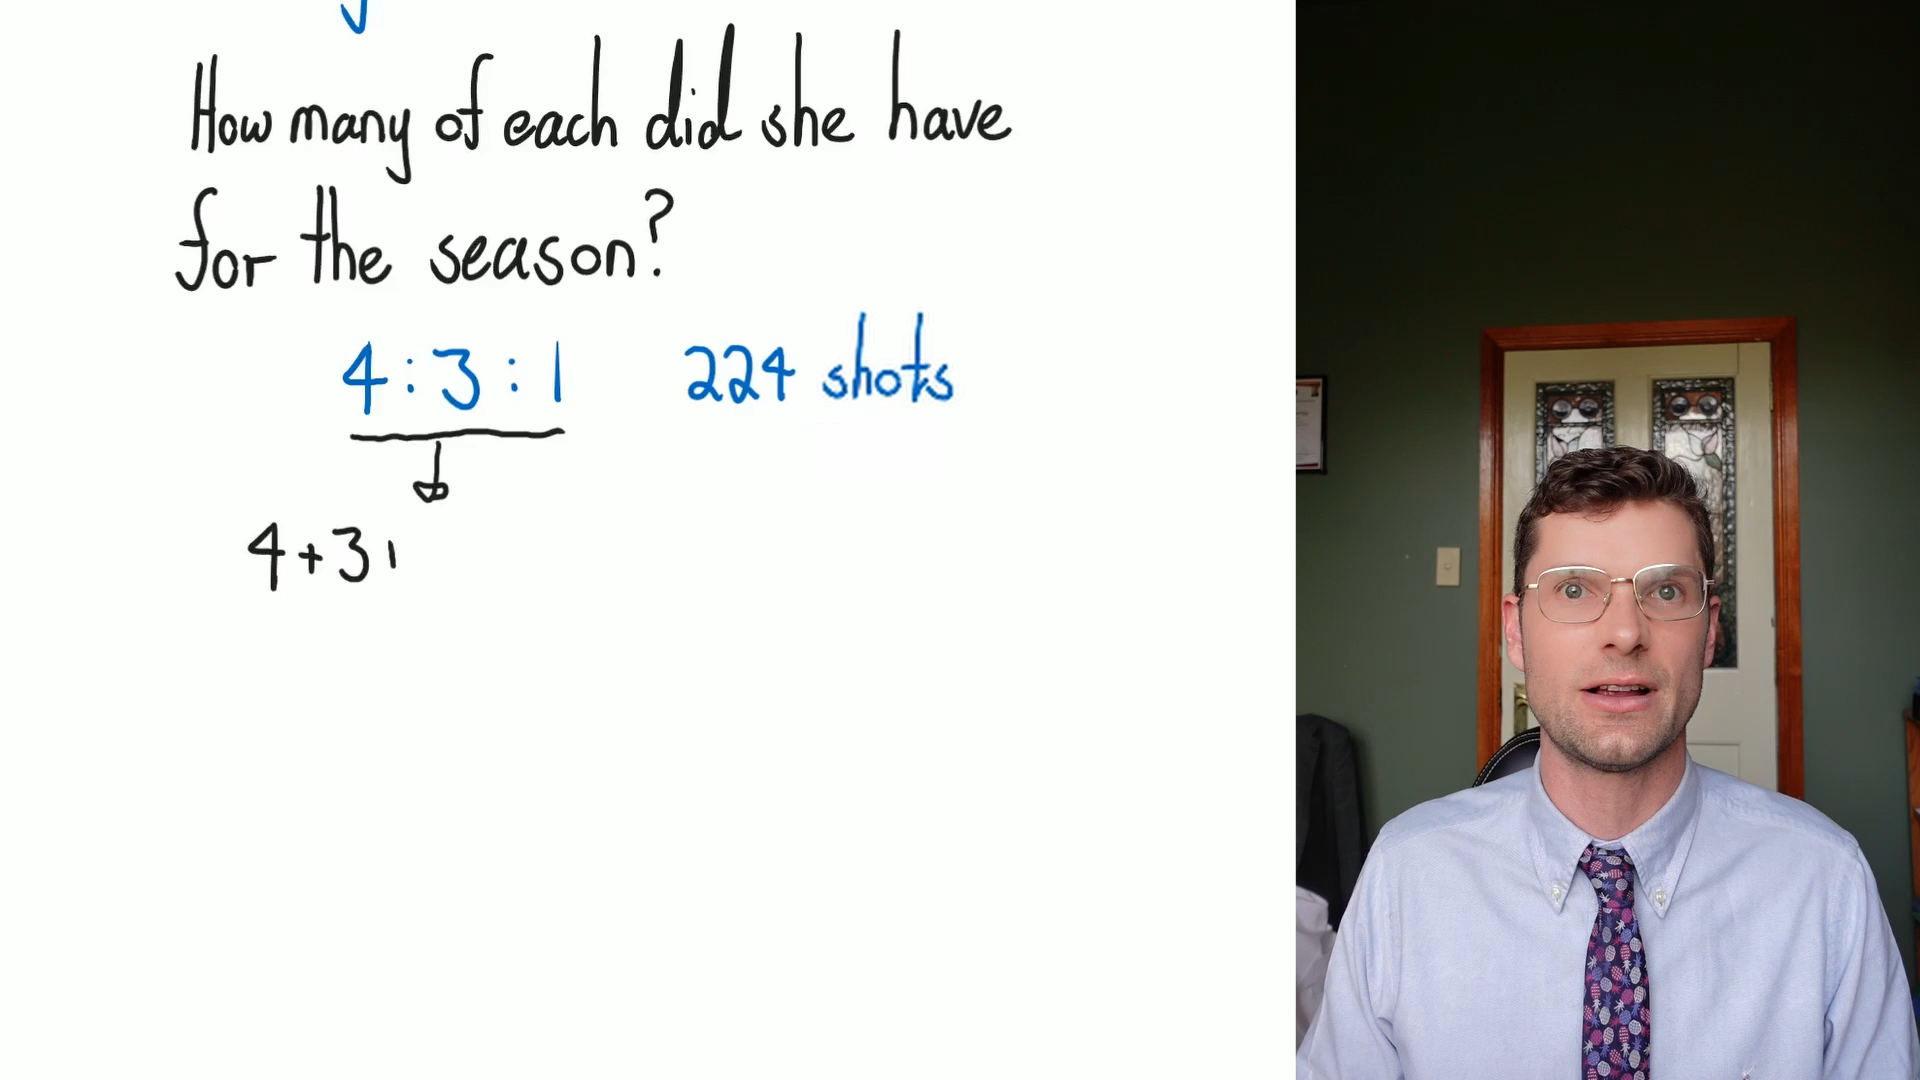 How many of each did she have
for the season?
4 : 3 : 1 224 shots
4 + 3